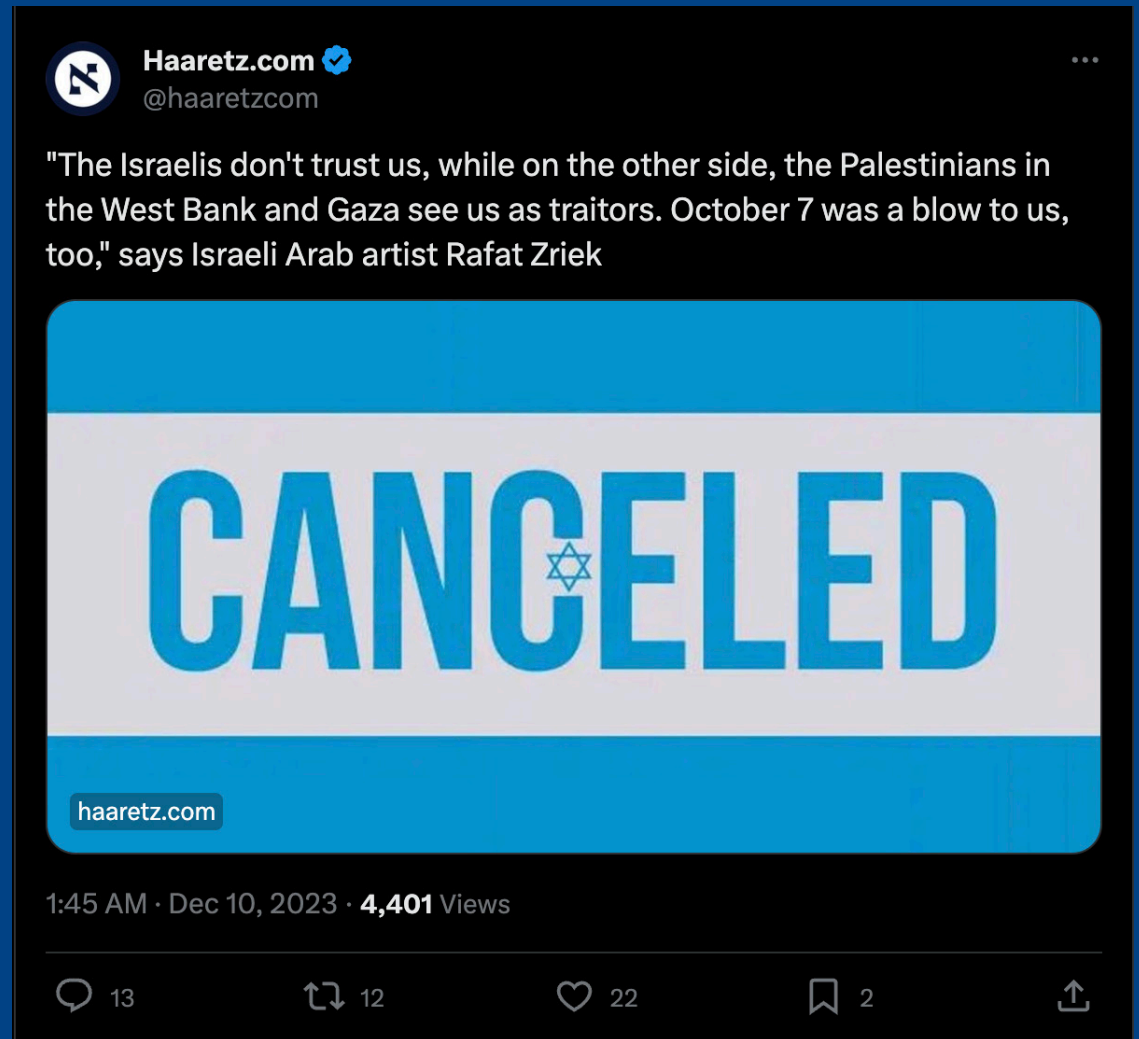 Haaretz.com
@haaretzcom
"The Israelis don't trust us, while on the other side, the Palestinians in
the West Bank and Gaza see us as traitors. October 7 was a blow to us,
too," says Israeli Arab artist Rafat Zriek
CANCELED
haaretz.com
1:45 AM · Dec 10, 2023 · 4,401 Views
13 12 22 2